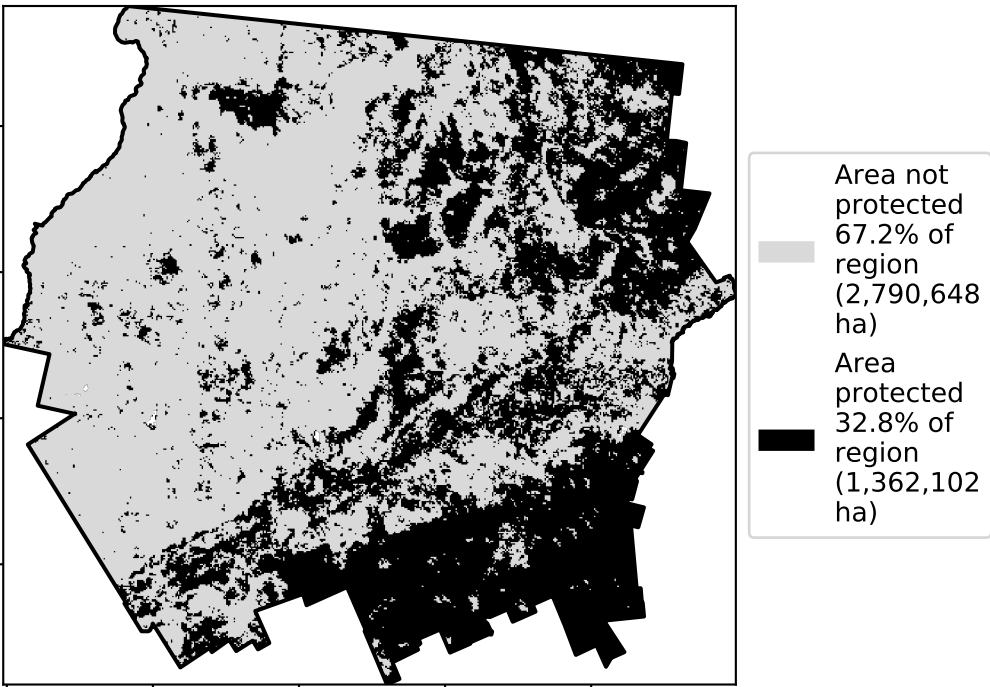 Area not
protected
67.2% of
region
(2,790,648
ha)
Area
protected
32.8% of
region
(1,362,102
ha)